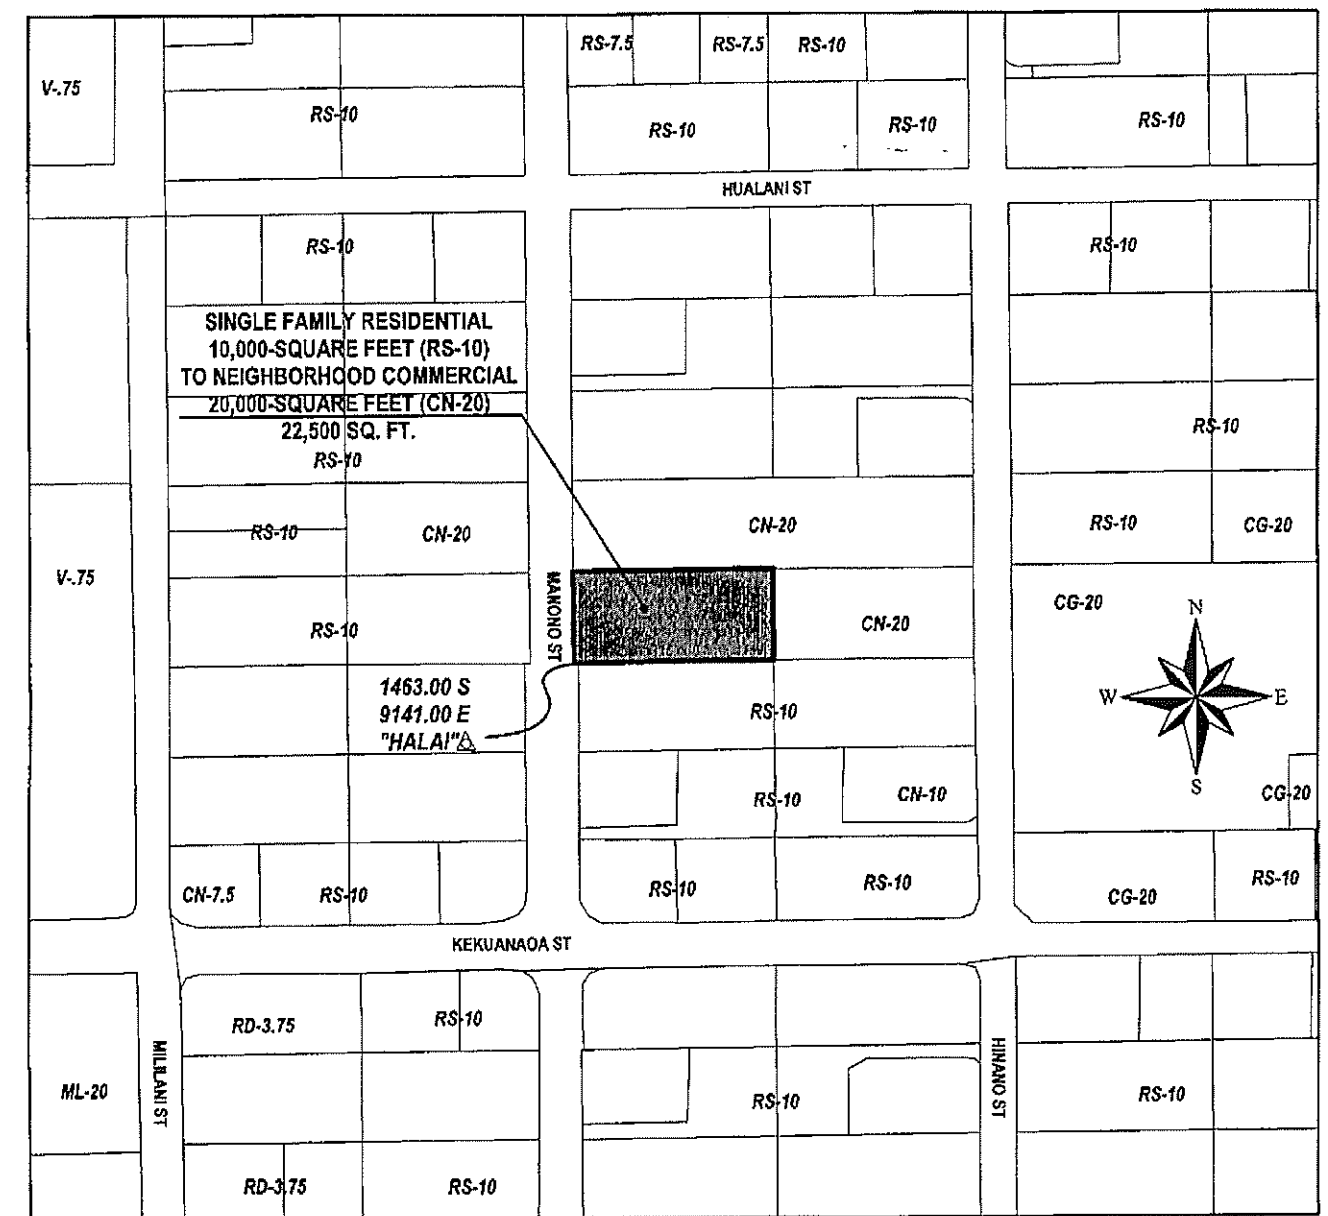 RS-7.5
RS-7.5
RS-10
V-.75
RS-10
RS-10
RS-10
RS-10
HUALANI ST
RS-10
RS-10
SINGLE FAMILY RESIDENTIAL
10,000-SQUARE FEET (RS-10)
TO NEIGHBORHOOD COMMERCIAL
20,000-SQUARE FEET (CN-20)
22,500 SQ. FT.
RS-10
RS-10
RS-10
CN-20
CN-20
RS-10
CG-20
V-.75
MANONO ST
CG-20
N
RS-10
CN-20
W
E
S
1463.00 S
9141.00 E
"HALAI"
RS-10
RS-10
CN-10
CG-20
CN-7.5
RS-10
RS-10
RS-10
CG-20
RS-10
KEKUANAOA ST
RD-3.75
RS-10
ML-20
MILILANI ST
RS-10
HINANO ST
RS-10
RD-3.75
RS-10